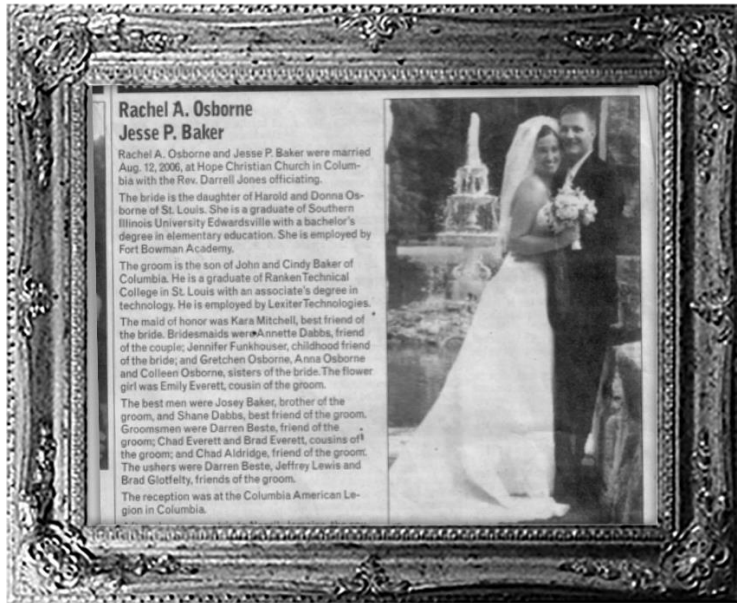 Rachel A. Osborne
Jesse P. Baker
Rachel A. Osborne and Jesse P. Baker were married
Aug. 12, 2006, at Hope Christian Church in Colum-
bia with the Rev. Darrell Jones officiating.
The bride is the daughter of Harold and Donna Os-
borne of St. Louis. She is a graduate of Southern
Illinois University Edwardsville with a bachelor's
degree in elementary education. She is employed by
Fort Bowman Academy.
The groom is the son of John and Cindy Baker of
Columbia. He is a graduate of Ranken Technical
College in St. Louis with an associate's degree in
technology. He is employed by Lexiter Technologies.
The maid of honor was Kara Mitchell, best friend of
the bride. Bridesmaids were Annette Dabbs, friend
of the couple; Jennifer Funkhouser, childhood friend
of the bride; and Gretchen Osborne, Anna Osborne
and Colleen Osborne, sisters of the bride. The flower
girl was Emily Everett, cousin of the groom.
The best men were Josey Baker, brother of the
groom, and Shane Dabbs, best friend of the groom.
Groomsmen were Darren Beste, friend of the
groom; Chad Everett and Brad Everett, cousins of
the groom; and Chad Aldridge, friend of the groom.
The ushers were Darren Beste, Jeffrey Lewis and
Brad Glotfelty, friends of the groom.
The reception was at the Columbia American Le-
gion in Columbia.